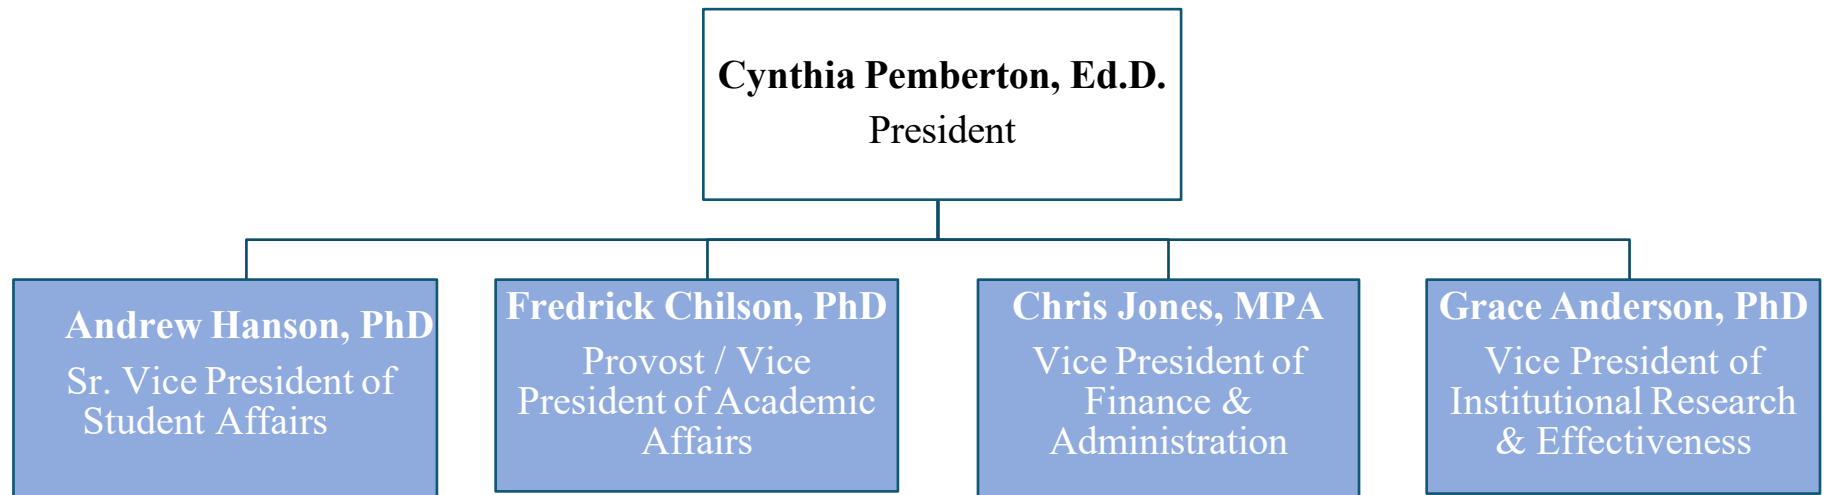 Cynthia Pemberton, Ed.D.
President
Andrew Hanson, PhD
Sr. Vice President of
Student Affairs
Fredrick Chilson, PhD
Provost / Vice
President of Academic
Affairs
Chris Jones, MPA
Vice President of
Finance &
Administration
Grace Anderson, PhD
Vice President of
Institutional Research
& Effectiveness